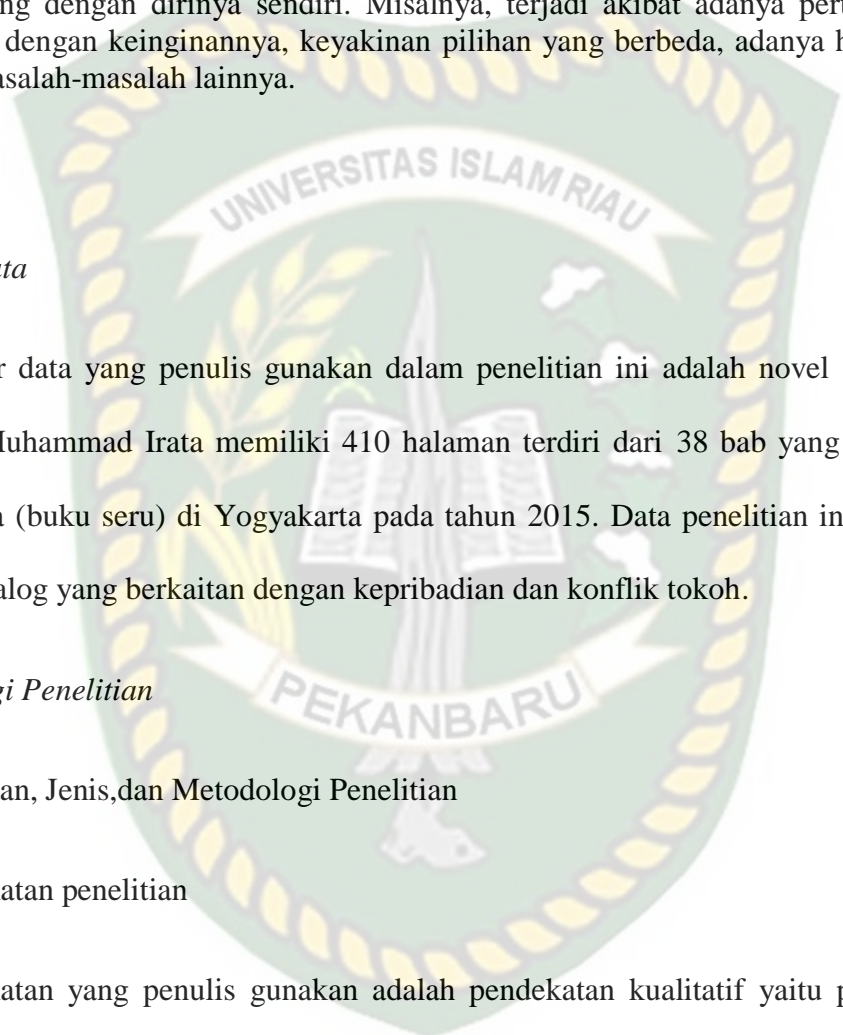 ng dengan dirinya sendiri. Misalnya, terjadi akibat adanya pert
dengan keinginannya, keyakinan pilihan yang berbeda, adanya h
asalah-masalah lainnya.
UNIVERSITAS ISLAM RIAU
ata
r data yang penulis gunakan dalam penelitian ini adalah novel
Muhammad Irata memiliki 410 halaman terdiri dari 38 bab yang
a (buku seru) di Yogyakarta pada tahun 2015. Data penelitian in
alog yang berkaitan dengan kepribadian dan konflik tokoh.
gi Penelitian
PEKANBARU
an, Jenis,dan Metodologi Penelitian
atan penelitian
atan yang penulis gunakan adalah pendekatan kualitatif yaitu p